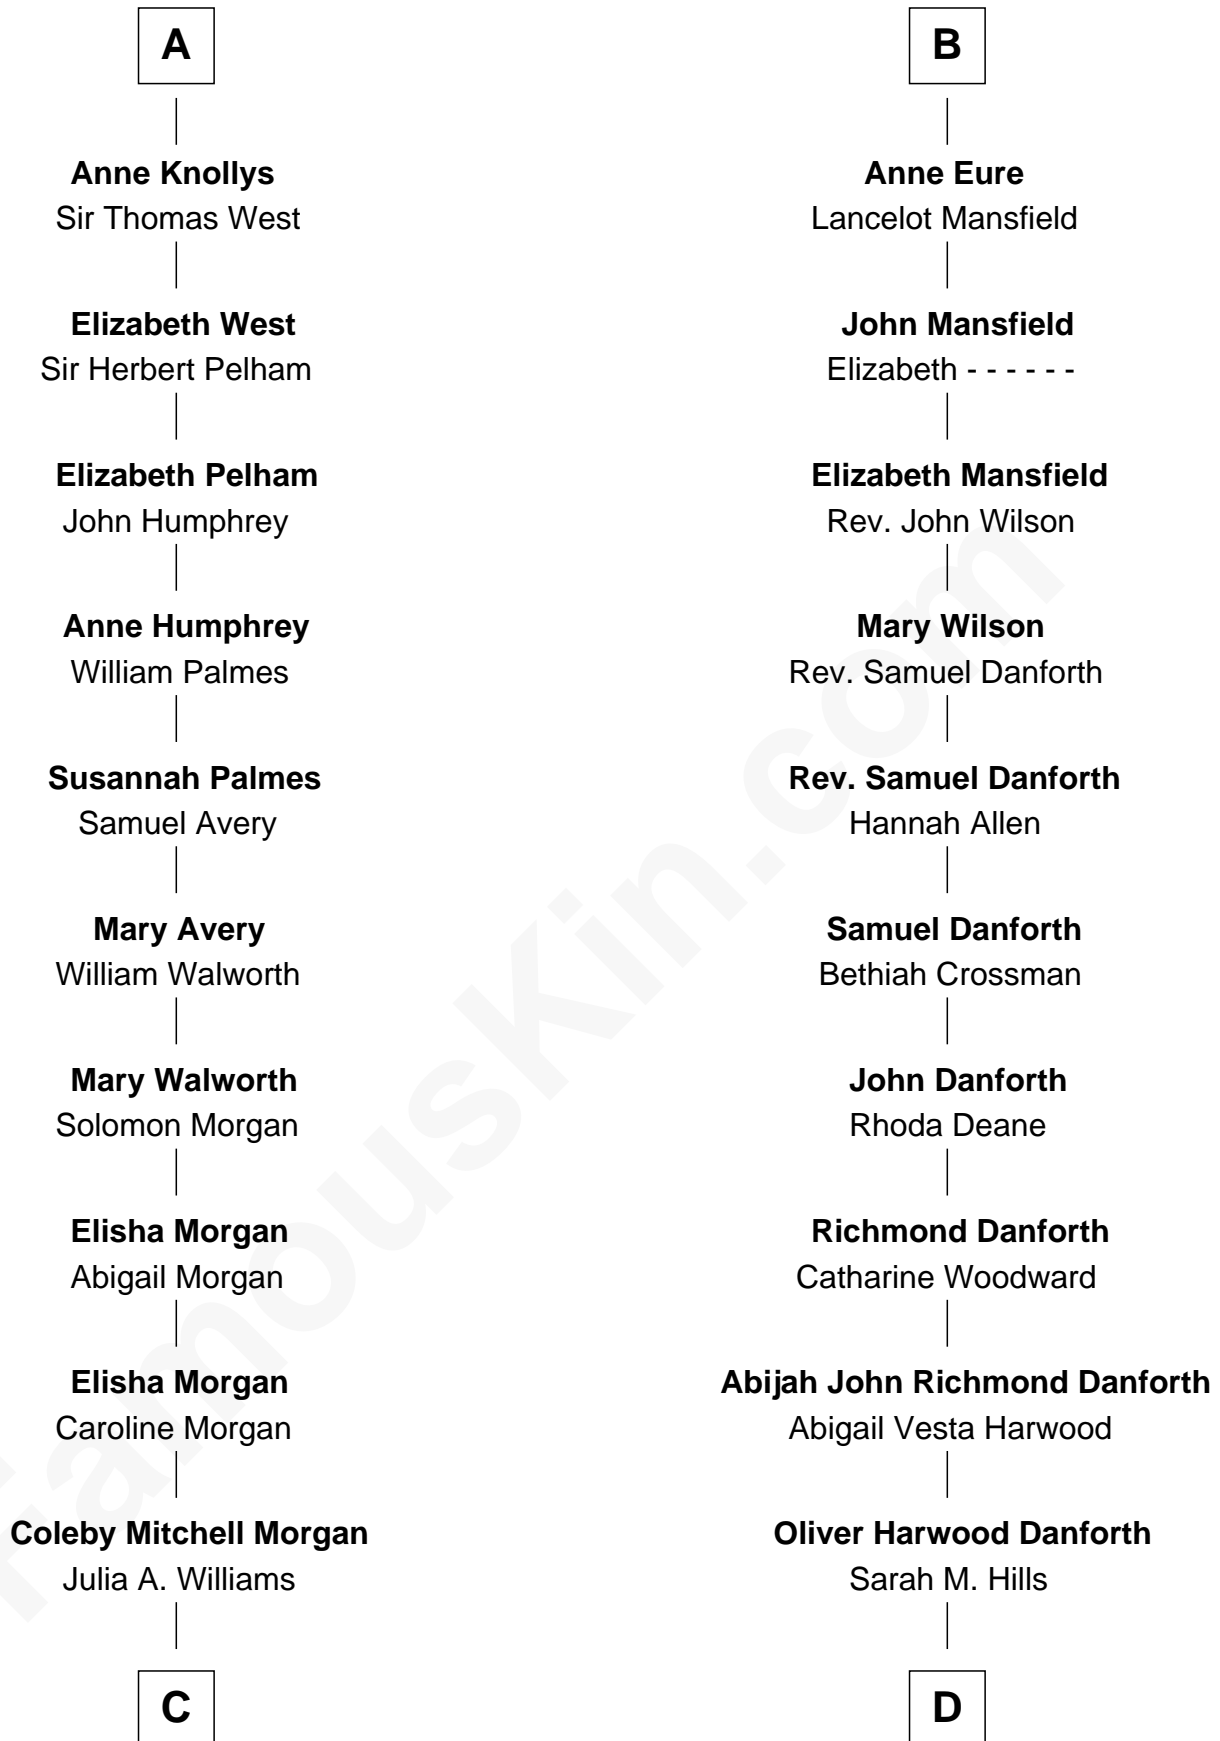 A
Anne Knollys
Sir Thomas West
Elizabeth West
Sir Herbert Pelham
Elizabeth Pelham
John Humphrey
Anne Humphrey
William Palmes
Susannah Palmes
Samuel Avery
Mary Avery
William Walworth
Mary Walworth
Solomon Morgan
Elisha Morgan
Abigail Morgan
Elisha Morgan
Caroline Morgan
Coleby Mitchell Morgan
Julia A. Williams
C
B
Anne Eure
Lancelot Mansfield
John Mansfield
Elizabeth - - - - - -
Elizabeth Mansfield
Rev. John Wilson
Mary Wilson
Rev. Samuel Danforth
Rev. Samuel Danforth
Hannah Allen
Samuel Danforth
Bethiah Crossman
John Danforth
Rhoda Deane
Richmond Danforth
Catharine Woodward
Abijah John Richmond Danforth
Abigail Vesta Harwood
Oliver Harwood Danforth
Sarah M. Hills
D
FamousKin.com